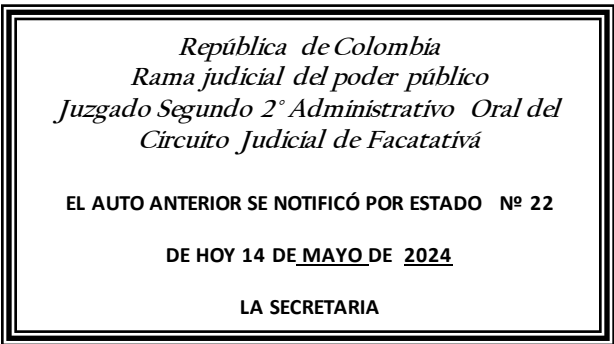 República de Colombia
Rama judicial del poder público
Juzgado Segundo 2° Administrativo Oral del
Circuito Judicial de Facatativá
EL AUTO ANTERIOR SE NOTIFICÓ POR ESTADO Nº 22
DE HOY 14 DE MAYO DE 2024
LA SECRETARIA